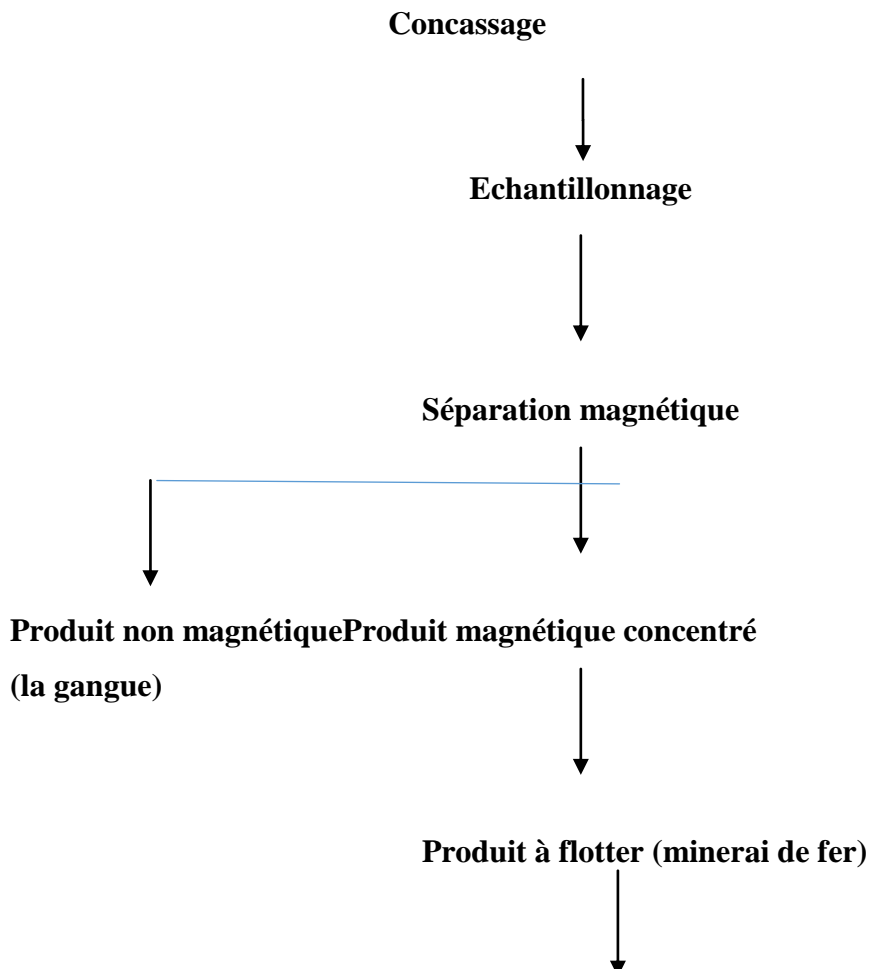 Concassage
Echantillonnage
Séparation magnétique
Produit non magnétiqueProduit magnétique concentré
(la gangue)
Produit à flotter (minerai de fer)